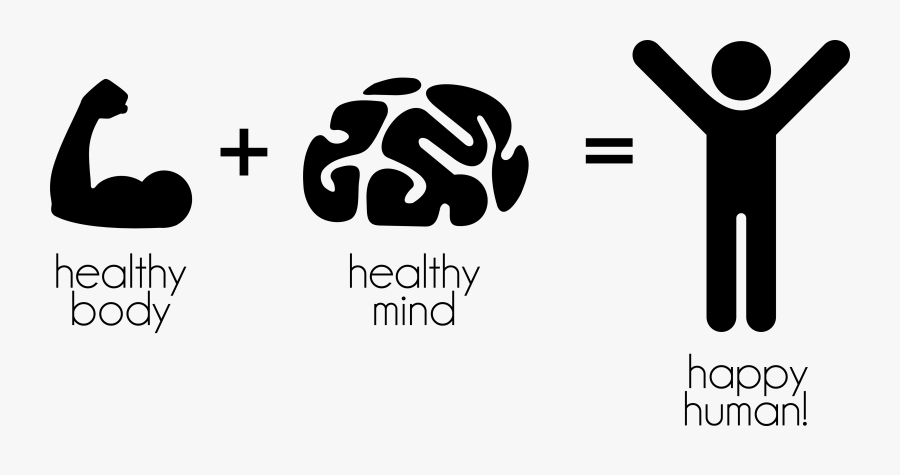 healthy
body
+
healthy
mind
=
happy
human!